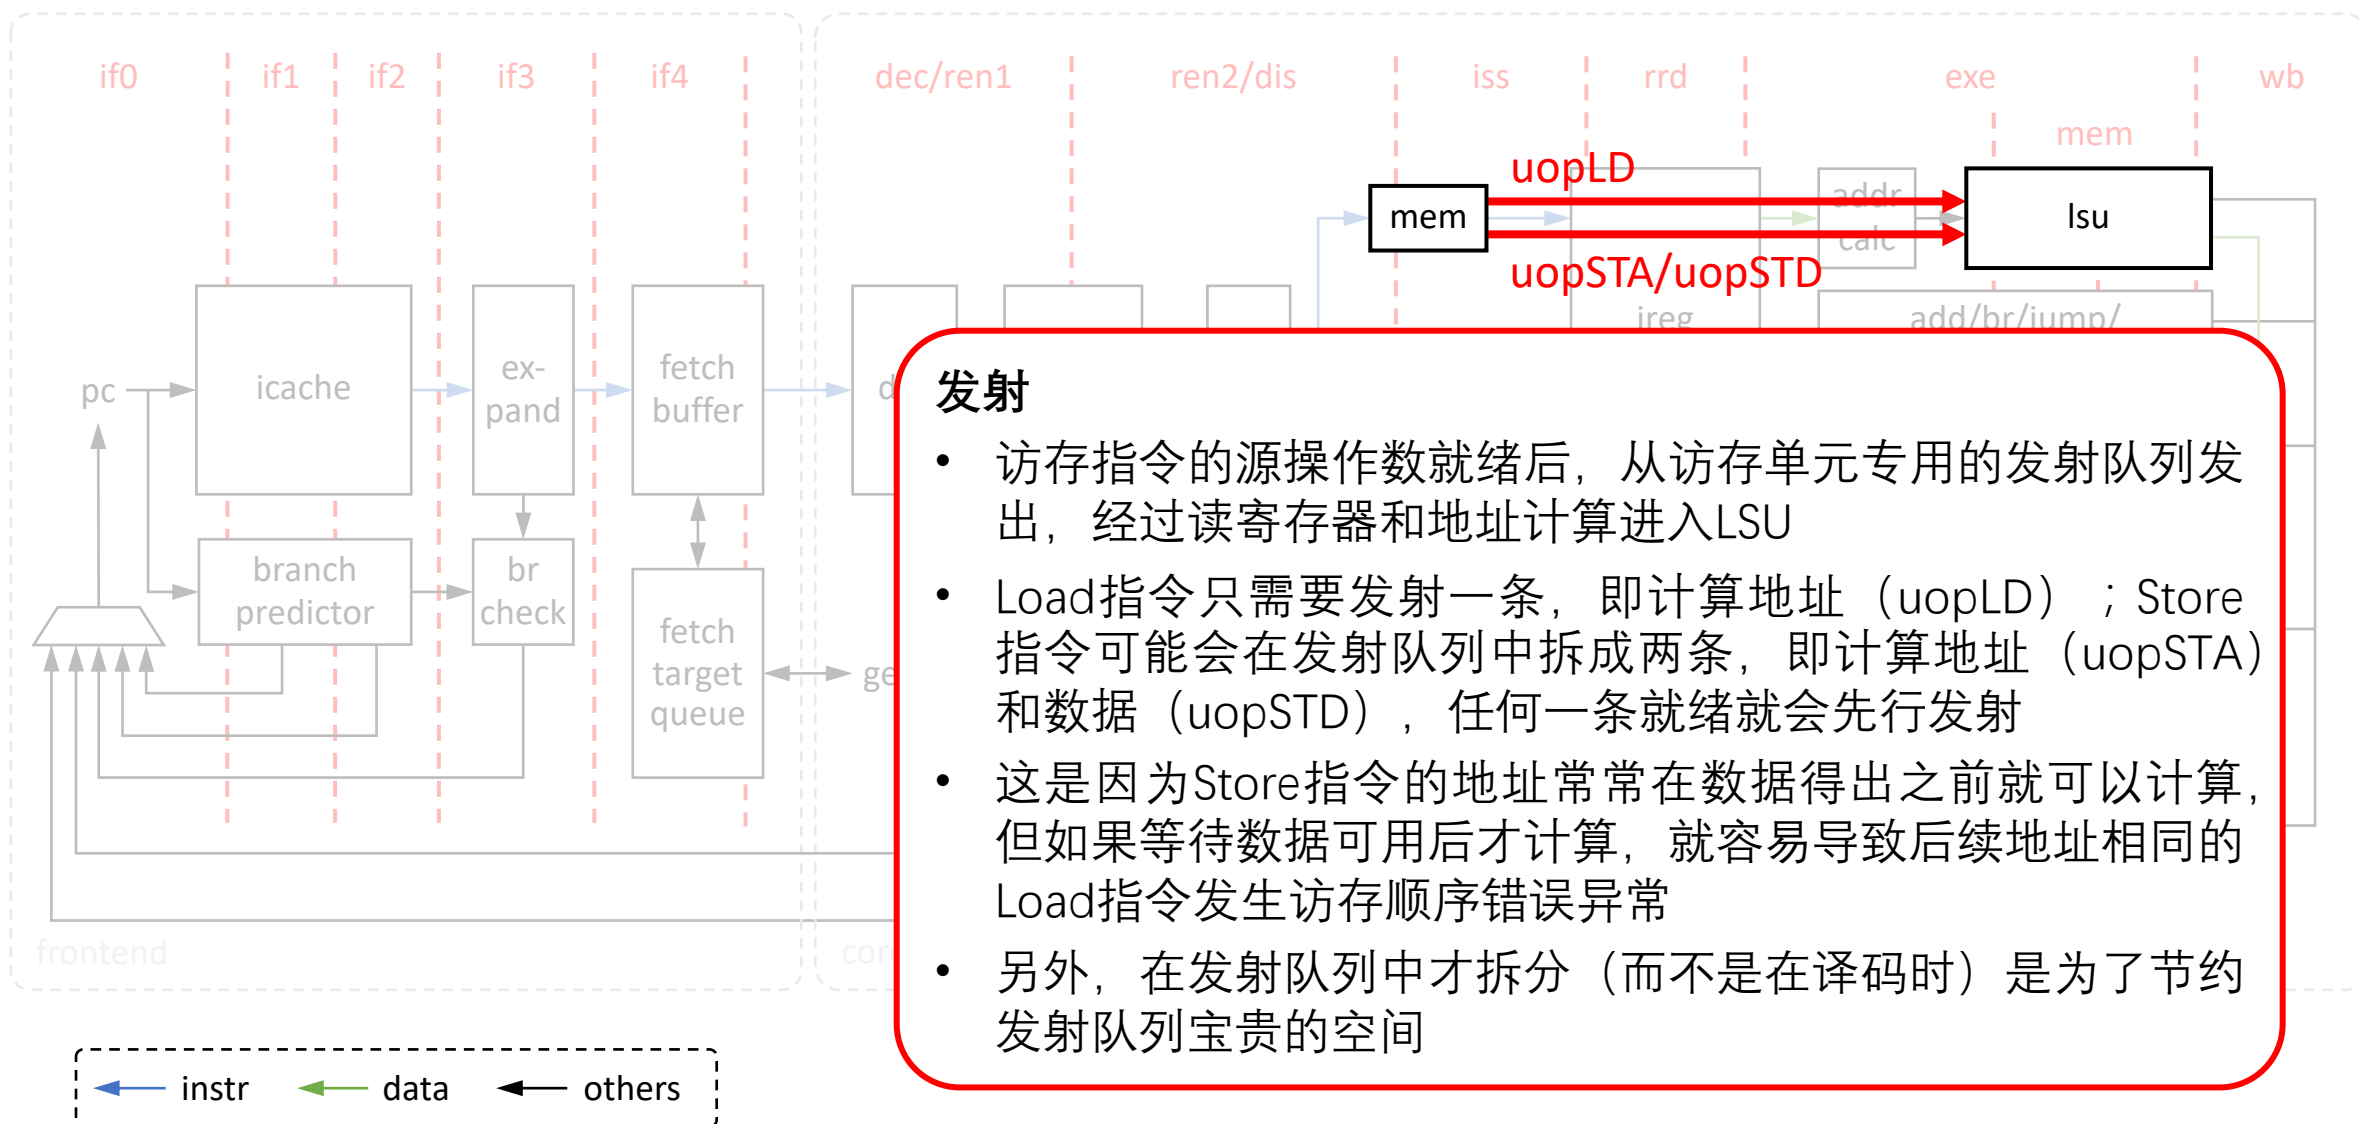 if0
if1
if2
if3
if4
dec/ren1
ren2/dis
iss
rrd
exe
wb
mem
uopLD
mem
addr
calc
lsu
uopSTA/uopSTD
ireg
add/br/jump/
pc
icache
ex-
pand
fetch
buffer
branch
predictor
br
check
fetch
target
queue
frontend
发射
• 访存指令的源操作数就绪后，从访存单元专用的发射队列发
出，经过读寄存器和地址计算进入LSU
• Load指令只需要发射一条，即计算地址（uopLD）；Store
指令可能会在发射队列中拆成两条，即计算地址（uopSTA）
和数据（uopSTD），任何一条就绪就会先行发射
• 这是因为Store指令的地址常常在数据得出之前就可以计算，
但如果等待数据可用后才计算，就容易导致后续地址相同的
Load指令发生访存顺序错误异常
• 另外，在发射队列中才拆分（而不是在译码时）是为了节约
发射队列宝贵的空间
instr
data
others